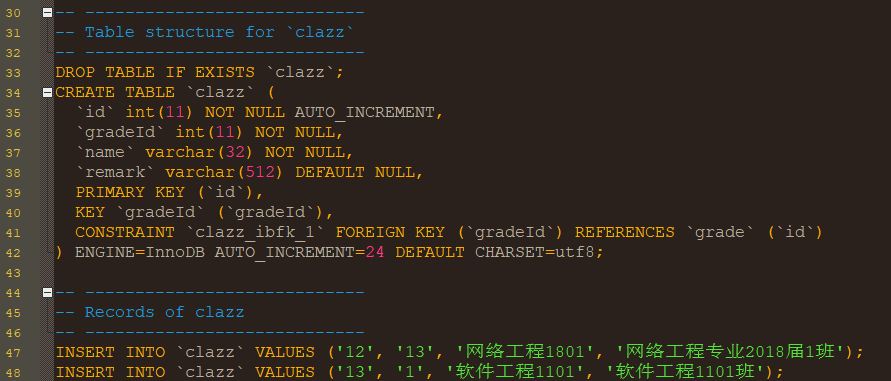 30 -- ----------------------------
31 -- Table structure for `clazz`
32 -- ----------------------------
33 DROP TABLE IF EXISTS `clazz`;
34 CREATE TABLE `clazz` (
35   `id` int(11) NOT NULL AUTO_INCREMENT,
36   `gradeId` int(11) NOT NULL,
37   `name` varchar(32) NOT NULL,
38   `remark` varchar(512) DEFAULT NULL,
39   PRIMARY KEY (`id`),
40   KEY `gradeId` (`gradeId`),
41   CONSTRAINT `clazz_ibfk_1` FOREIGN KEY (`gradeId`) REFERENCES `grade` (`id`)
42 ) ENGINE=InnoDB AUTO_INCREMENT=24 DEFAULT CHARSET=utf8;
43
44 -- ----------------------------
45 -- Records of clazz
46 -- ----------------------------
47 INSERT INTO `clazz` VALUES ('12', '13', '网络工程1801', '网络工程专业2018届1班');
48 INSERT INTO `clazz` VALUES ('13', '1', '软件工程1101', '软件工程1101班');